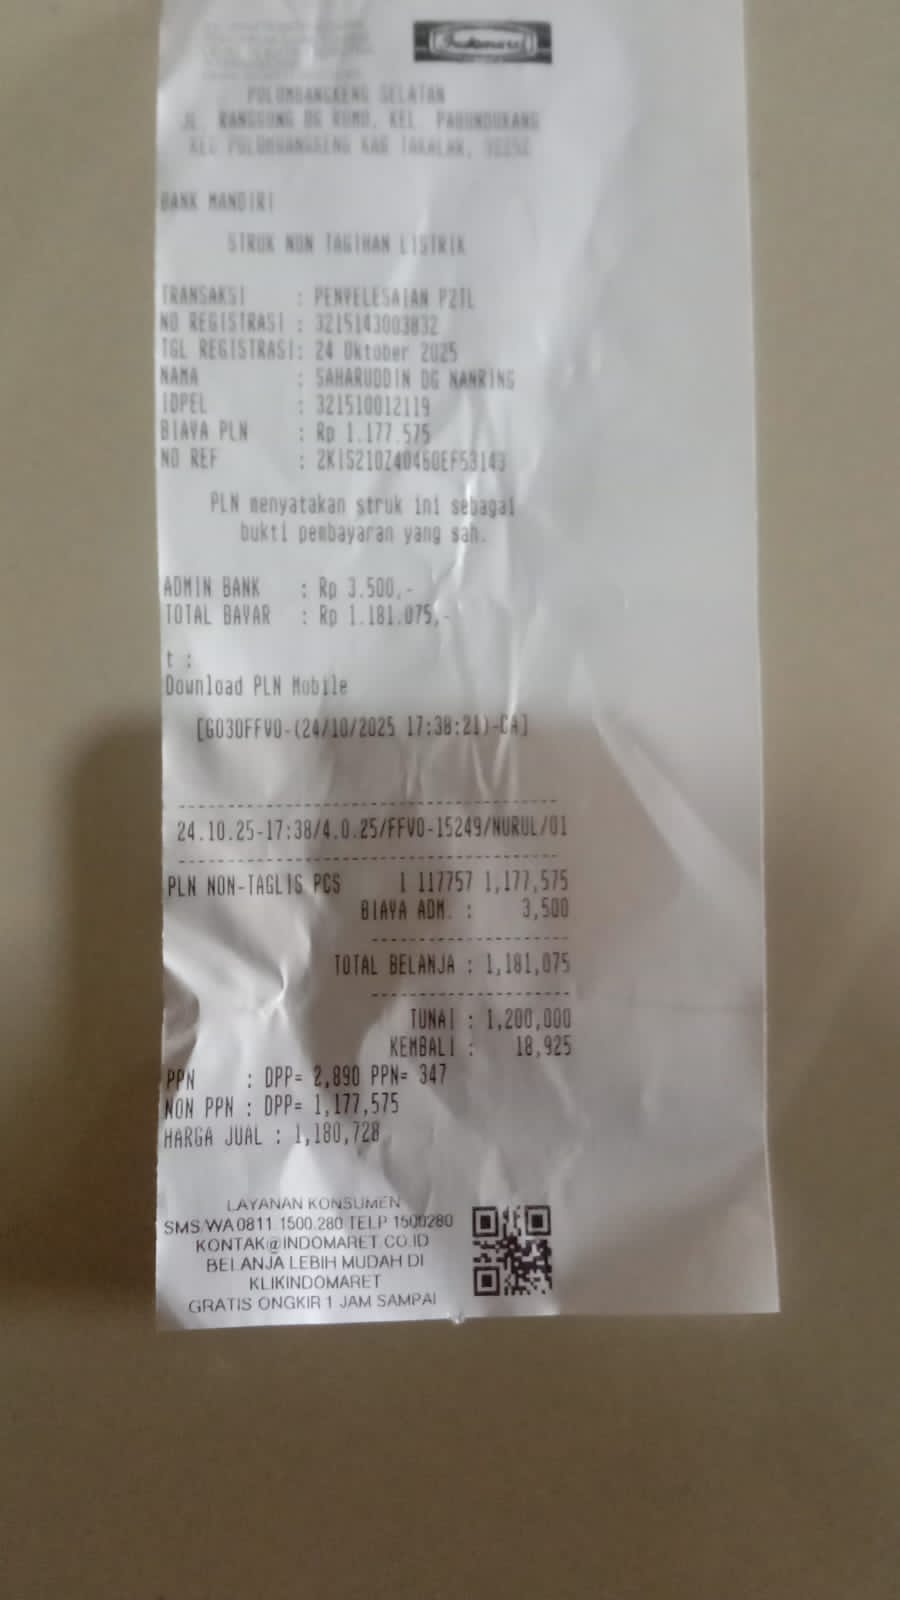 Indomaret
POLOMBANGKENG SELATAN
JL. RANGGONG DG ROMO, KEL. PABUNDUKANG
KEC POLOMBANGKENG KAB TAKALAR, 92252
BANK MANDIRI
STRUK NON TAGIHAN LISTRIK
TRANSAKSI : PENYELESAIAN P2TL
NO REGISTRASI : 3215143003832
TGL REGISTRASI: 24 Oktober 2025
NAMA : SAHARUDDIN DG NANRING
IDPEL : 321510012119
BIAYA PLN : Rp 1.177.575
NO REF : 2KIS210Z40460EF53143
PLN menyatakan struk ini sebagai
bukti pembayaran yang sah.
ADMIN BANK : Rp 3.500,-
TOTAL BAYAR : Rp 1.181.075,-
t :
Download PLN Mobile
[G030FFVO-(24/10/2025 17:38:21)-CA]
24.10.25-17:38/4.0.25/FFVO-15249/NURUL/01
PLN NON-TAGLIS PCS 1 117757 1,177,575
BIAYA ADM. : 3,500
TOTAL BELANJA : 1,181,075
TUNAI : 1,200,000
KEMBALI : 18,925
PPN : DPP= 2,890 PPN= 347
NON PPN : DPP= 1,177,575
HARGA JUAL : 1,180,728
LAYANAN KONSUMEN
SMS/WA 0811.1500.280 TELP 1500280
KONTAK@INDOMARET.CO.ID
BELANJA LEBIH MUDAH DI
KLIKINDOMARET
GRATIS ONGKIR 1 JAM SAMPAI